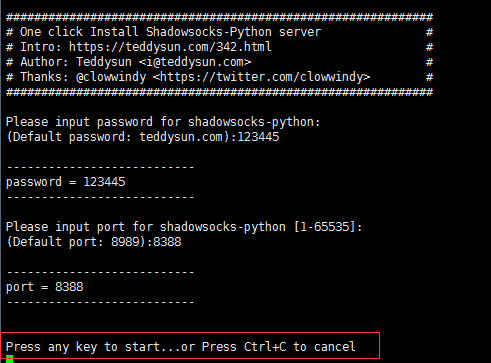 #############################################################
# One click Install Shadowsocks-Python server #
# Intro: https://teddysun.com/342.html #
# Author: Teddysun <i@teddysun.com> #
# Thanks: @clowwindy <https://twitter.com/clowwindy> #
#############################################################
Please input password for shadowsocks-python:
(Default password: teddysun.com):123445
---------------------------
password = 123445
---------------------------
Please input port for shadowsocks-python [1-65535]:
(Default port: 8989):8388
---------------------------
port = 8388
---------------------------
Press any key to start...or Press Ctrl+C to cancel